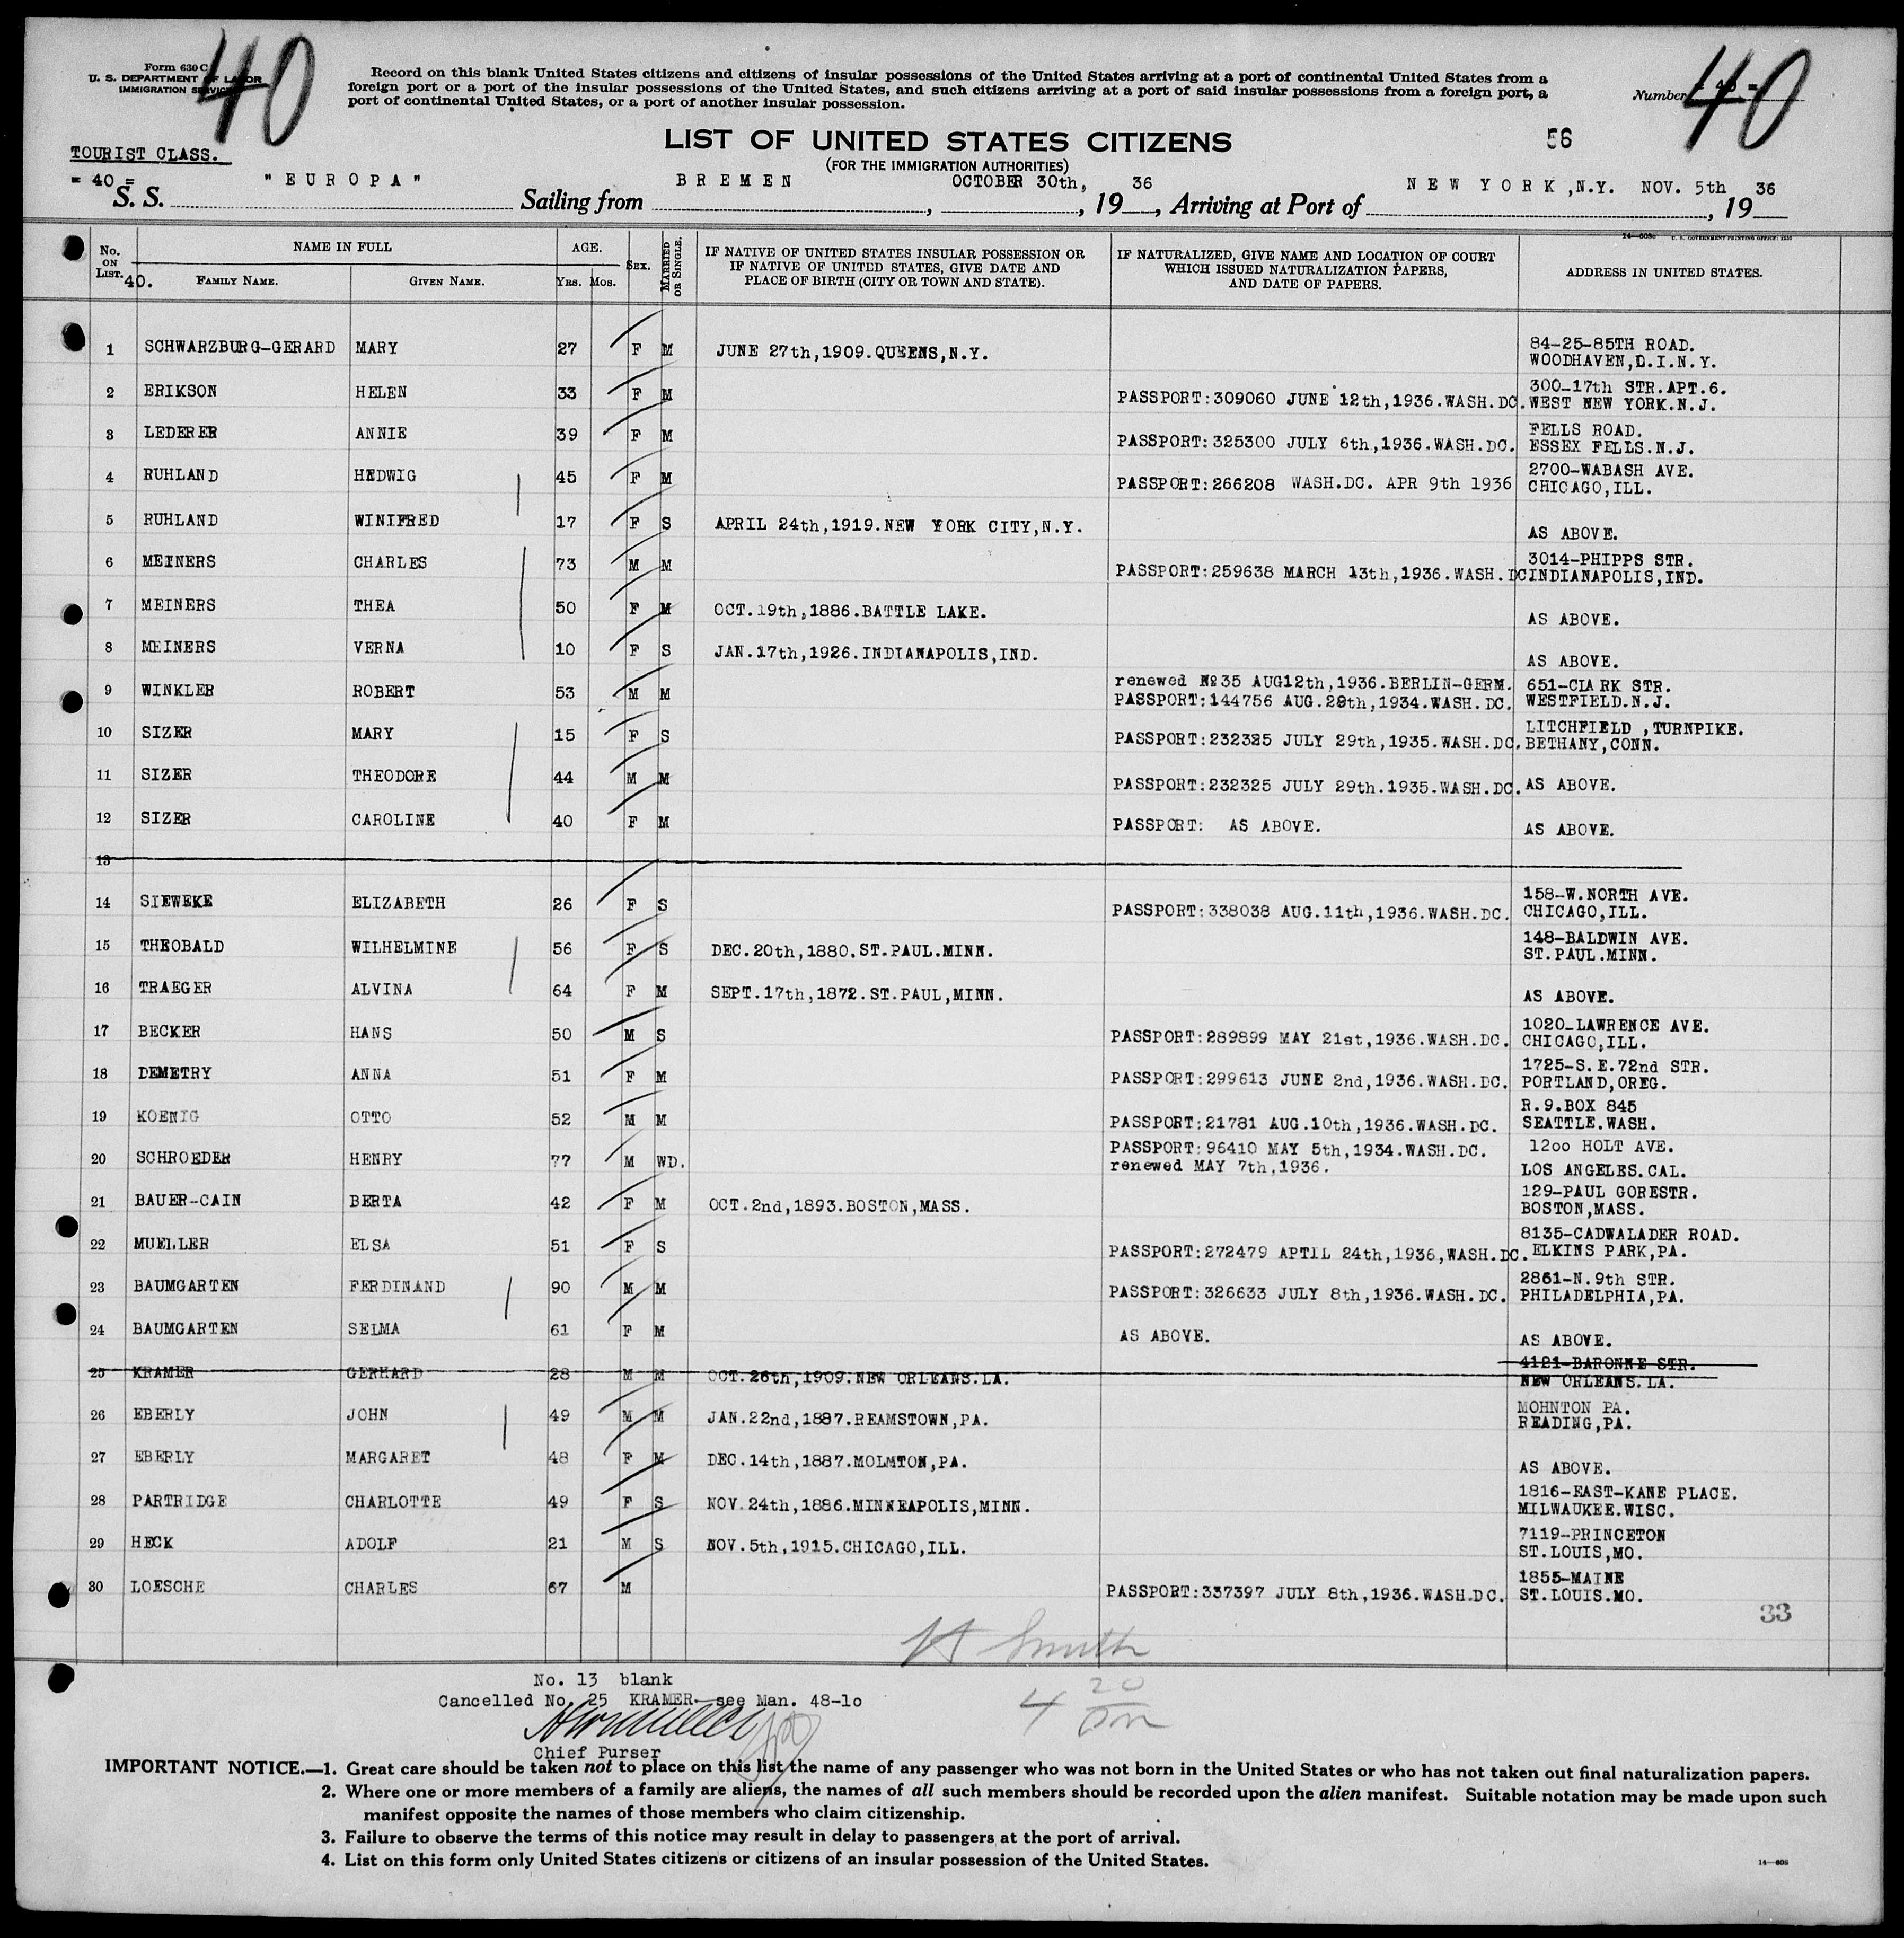 40
40
Form 630 C
U. S. DEPARTMENT OF LABOR
IMMIGRATION SERVICE
Record on this blank United States citizens and citizens of insular possessions of the United States arriving at a port of continental United States from a
foreign port or a port of the insular possessions of the United States, and such citizens arriving at a port of said insular possessions from a foreign port, a
port of continental United States, or a port of another insular possession.
Number = 40 =
LIST OF UNITED STATES CITIZENS
56
TOURIST CLASS.
(FOR THE IMMIGRATION AUTHORITIES)
= 40 =
S. S. "EUROPA" Sailing from BREMEN, OCTOBER 30th, 1936, Arriving at Port of NEW YORK, N.Y. NOV. 5th, 1936
14—608c U. S. GOVERNMENT PRINTING OFFICE: 1935
No. ON LIST. 40. NAME IN FULL FAMILY NAME. GIVEN NAME. AGE. YRS. MOS. SEX. MARRIED OR SINGLE. IF NATIVE OF UNITED STATES INSULAR POSSESSION OR IF NATIVE OF UNITED STATES, GIVE DATE AND PLACE OF BIRTH (CITY OR TOWN AND STATE). IF NATURALIZED, GIVE NAME AND LOCATION OF COURT WHICH ISSUED NATURALIZATION PAPERS, AND DATE OF PAPERS. ADDRESS IN UNITED STATES.
1 SCHWARZBURG-GERARD MARY 27 F M JUNE 27th,1909.QUEENS,N.Y. 84-25-85TH ROAD. WOODHAVEN,L.I.N.Y.
2 ERIKSON HELEN 33 F M PASSPORT:309060 JUNE 12th,1936.WASH.DC. 300-17th STR.APT.6. WEST NEW YORK.N.J.
3 LEDERER ANNIE 39 F M PASSPORT:325300 JULY 6th,1936.WASH.DC. FELLS ROAD. ESSEX FELLS.N.J.
4 RUHLAND HEDWIG 45 F M PASSPORT:266208 WASH.DC. APR 9th 1936 2700-WABASH AVE. CHICAGO,ILL.
5 RUHLAND WINIFRED 17 F S APRIL 24th,1919.NEW YORK CITY,N.Y. AS ABOVE.
6 MEINERS CHARLES 73 M M PASSPORT:259638 MARCH 13th,1936.WASH.DC 3014-PHIPPS STR. INDIANAPOLIS,IND.
7 MEINERS THEA 50 F M OCT.19th,1886.BATTLE LAKE. AS ABOVE.
8 MEINERS VERNA 10 F S JAN.17th,1926.INDIANAPOLIS,IND. AS ABOVE.
9 WINKLER ROBERT 53 M M renewed №35 AUG12th,1936.BERLIN-GERM. PASSPORT:144756 AUG.28th,1934.WASH.DC. 651-CLARK STR. WESTFIELD.N.J.
10 SIZER MARY 15 F S PASSPORT:232325 JULY 29th,1935.WASH.DC. LITCHFIELD ,TURNPIKE. BETHANY,CONN.
11 SIZER THEODORE 44 M M PASSPORT:232325 JULY 29th.1935.WASH.DC. AS ABOVE.
12 SIZER CAROLINE 40 F M PASSPORT: AS ABOVE. AS ABOVE.
13
14 SIEWEKE ELIZABETH 26 F S PASSPORT:338038 AUG.11th,1936.WASH.DC. 158-W.NORTH AVE. CHICAGO,ILL.
15 THEOBALD WILHELMINE 56 F S DEC.20th,1880.ST.PAUL.MINN. 148-BALDWIN AVE. ST.PAUL.MINN.
16 TRAEGER ALVINA 64 F M SEPT.17th,1872.ST.PAUL,MINN. AS ABOVE.
17 BECKER HANS 50 M S PASSPORT:289899 MAY 21st,1936.WASH.DC. 1020-LAWRENCE AVE. CHICAGO,ILL.
18 DEMETRY ANNA 51 F M PASSPORT:299613 JUNE 2nd,1936.WASH.DC. 1725-S.E.72nd STR. PORTLAND,OREG.
19 KOENIG OTTO 52 M M PASSPORT:21781 AUG.10th,1936.WASH.DC. R.9.BOX 845 SEATTLE.WASH.
20 SCHROEDER HENRY 77 M WD. PASSPORT:96410 MAY 5th,1934.WASH.DC. renewed MAY 7th,1936. 12oo HOLT AVE. LOS ANGELES.CAL.
21 BAUER-CAIN BERTA 42 F M OCT.2nd,1893.BOSTON,MASS. 129-PAUL GORESTR. BOSTON,MASS.
22 MUELLER ELSA 51 F S PASSPORT:272479 APTIL 24th,1936,WASH.DC. 8135-CADWALADER ROAD. ELKINS PARK,PA.
23 BAUMGARTEN FERDINAND 90 M M PASSPORT:326633 JULY 8th,1936.WASH.DC. 2861-N.9th STR. PHILADELPHIA,PA.
24 BAUMGARTEN SELMA 61 F M AS ABOVE. AS ABOVE.
25 KRAMER GERHARD 28 M M OCT.26th,1909.NEW ORLEANS.LA. 4121-BARONNE STR. NEW ORLEANS.LA.
26 EBERLY JOHN 49 M M JAN.22nd,1887.REAMSTOWN,PA. MOHNTON PA. READING,PA.
27 EBERLY MARGARET 48 F M DEC.14th,1887.MOLMTON,PA. AS ABOVE.
28 PARTRIDGE CHARLOTTE 49 F S NOV.24th,1886.MINNEAPOLIS,MINN. 1816-EAST-KANE PLACE. MILWAUKEE.WISC.
29 HECK ADOLF 21 M S NOV.5th,1915.CHICAGO,ILL. 7119-PRINCETON ST.LOUIS,MO.
30 LOESCHE CHARLES 67 M PASSPORT:337397 JULY 8th,1936.WASH.DC. 1855-MAINE ST.LOUIS.MO.
33
Smith
No. 13 blank
Cancelled No. 25 KRAMER see Man. 48-1o
4 20
Chief Purser
IMPORTANT NOTICE.—1. Great care should be taken not to place on this list the name of any passenger who was not born in the United States or who has not taken out final naturalization papers.
2. Where one or more members of a family are aliens, the names of all such members should be recorded upon the alien manifest. Suitable notation may be made upon such
manifest opposite the names of those members who claim citizenship.
3. Failure to observe the terms of this notice may result in delay to passengers at the port of arrival.
4. List on this form only United States citizens or citizens of an insular possession of the United States.
14—608